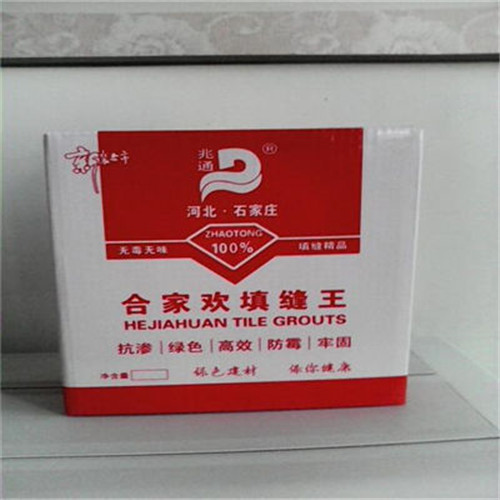 兆通
®
河北·石家庄
ZHAOTONG
无毒无味
100%
填缝精品
合家欢填缝王
HEJIAHUAN TILE GROUTS
抗渗 | 绿色 | 高效 | 防霉 | 牢固
净含量
绿色建材 保你健康